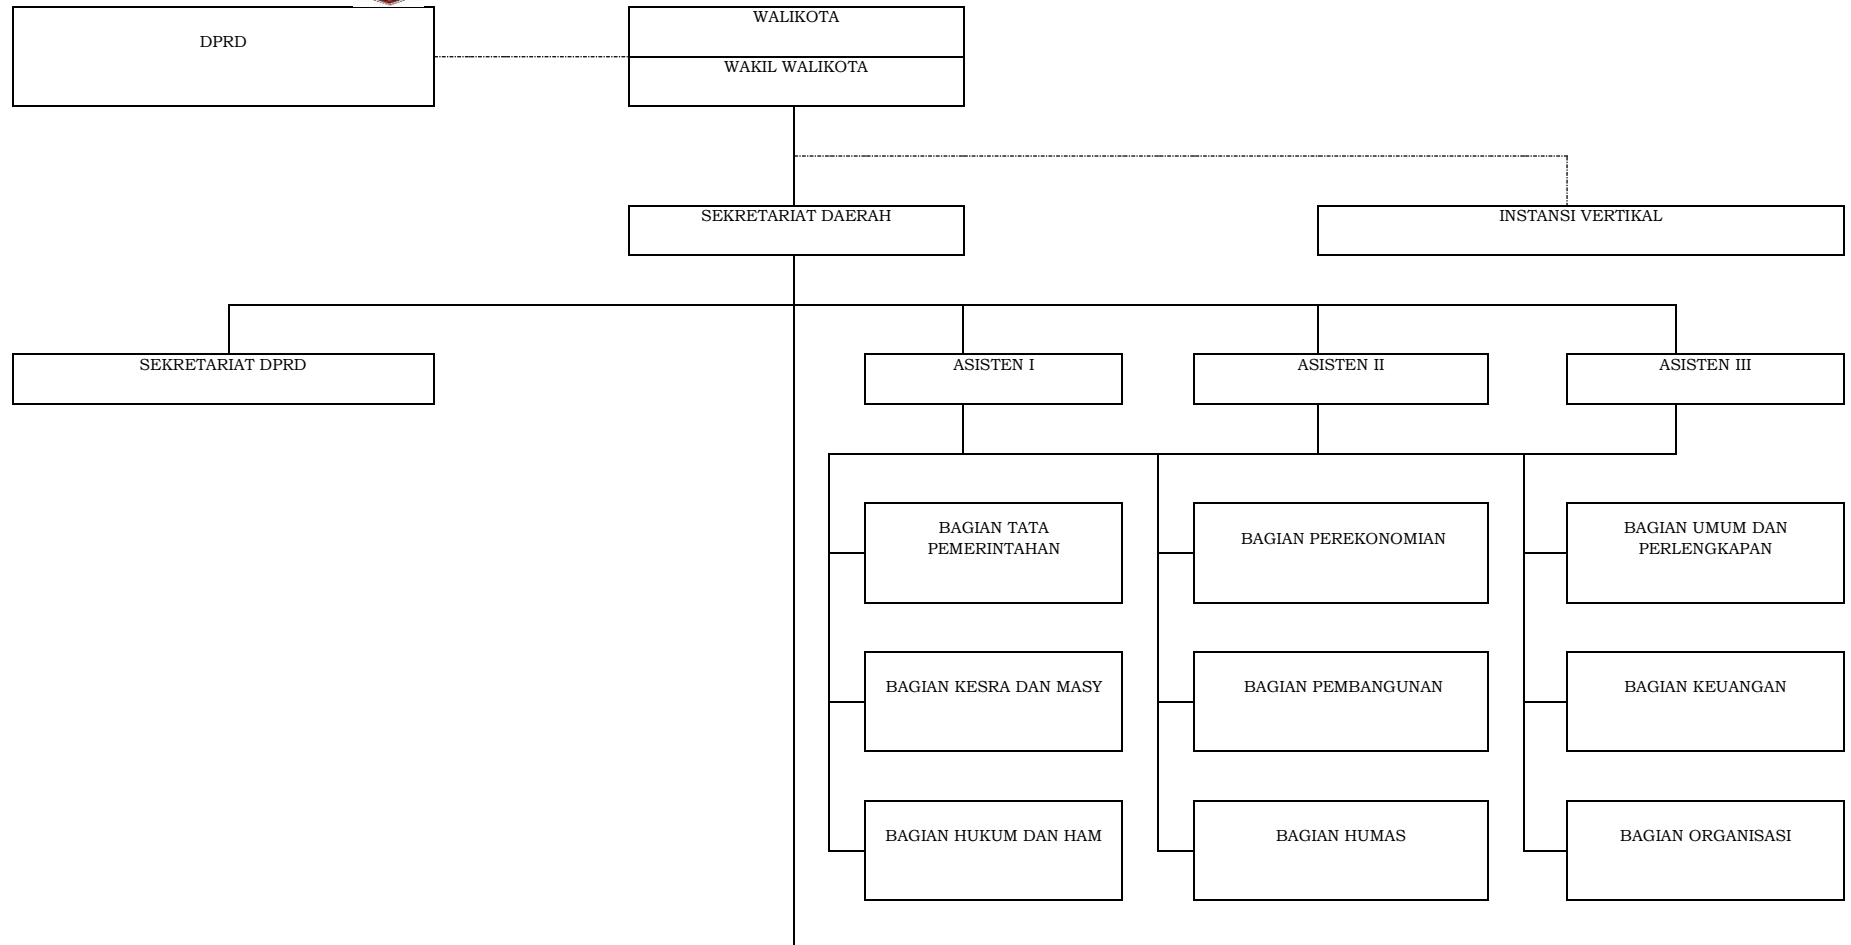 DPRD
WALIKOTA
WAKIL WALIKOTA
SEKRETARIAT DAERAH
INSTANSI VERTIKAL
SEKRETARIAT DPRD
ASISTEN I
ASISTEN II
ASISTEN III
BAGIAN TATA
PEMERINTAHAN
BAGIAN PEREKONOMIAN
BAGIAN UMUM DAN
PERLENGKAPAN
BAGIAN KESRA DAN MASY
BAGIAN PEMBANGUNAN
BAGIAN KEUANGAN
BAGIAN HUKUM DAN HAM
BAGIAN HUMAS
BAGIAN ORGANISASI